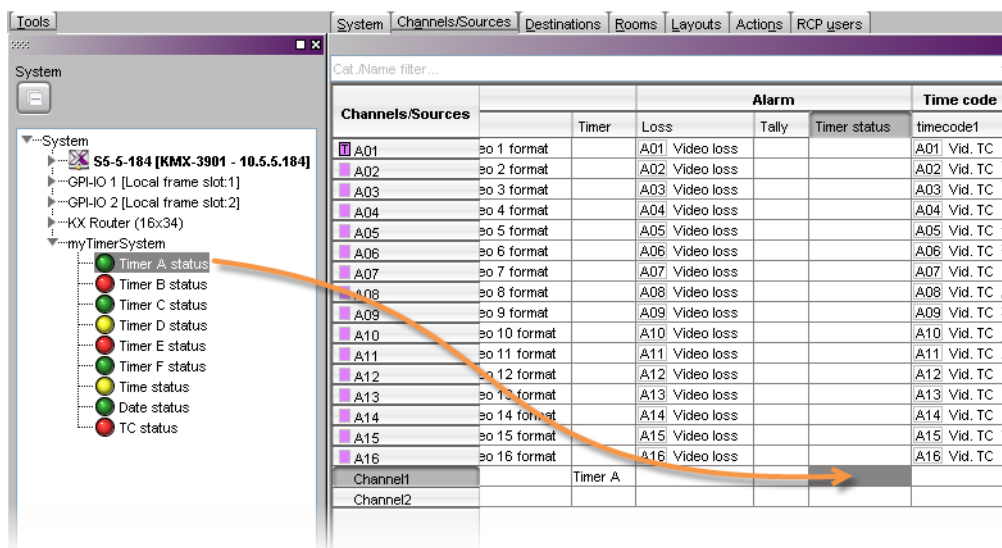 Tools
System Channels/Sources Destinations Rooms Layouts Actions RCP users
System
Cat./Name filter...
Channels/Sources Alarm Time code
Timer Loss Tally Timer status timecode1
System
S5-5-184 [KMX-3901 - 10.5.5.184]
GPI-IO 1 [Local frame slot:1]
GPI-IO 2 [Local frame slot:2]
KX Router (16x34)
myTimerSystem
Timer A status
Timer B status
Timer C status
Timer D status
Timer E status
Timer F status
Time status
Date status
TC status
T A01 eo 1 format A01 Video loss A01 Vid. TC
A02 eo 2 format A02 Video loss A02 Vid. TC
A03 eo 3 format A03 Video loss A03 Vid. TC
A04 eo 4 format A04 Video loss A04 Vid. TC
A05 eo 5 format A05 Video loss A05 Vid. TC
A06 eo 6 format A06 Video loss A06 Vid. TC
A07 eo 7 format A07 Video loss A07 Vid. TC
A08 eo 8 format A08 Video loss A08 Vid. TC
A09 eo 9 format A09 Video loss A09 Vid. TC
A10 eo 10 format A10 Video loss A10 Vid. TC
A11 eo 11 format A11 Video loss A11 Vid. TC
A12 eo 12 format A12 Video loss A12 Vid. TC
A13 eo 13 format A13 Video loss A13 Vid. TC
A14 eo 14 format A14 Video loss A14 Vid. TC
A15 eo 15 format A15 Video loss A15 Vid. TC
A16 eo 16 format A16 Video loss A16 Vid. TC
Channel1 Timer A
Channel2